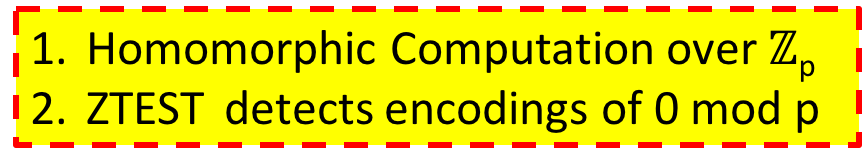 1. Homomorphic Computation over ℤₚ
2. ZTEST detects encodings of 0 mod p